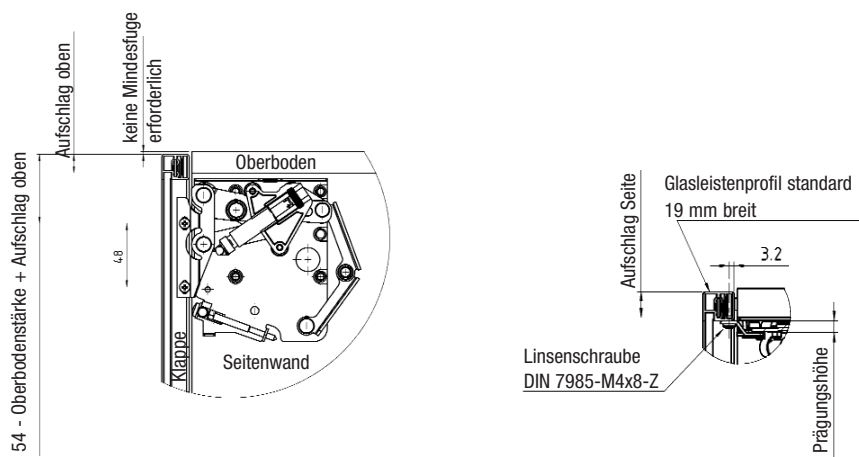 54 - Oberbodenstärke + Aufschlag oben
Aufschlag oben
keine Mindesfuge
erforderlich
Oberboden
48
Klappe
Seitenwand
Aufschlag Seite
Glasleistenprofil standard
19 mm breit
3.2
Linsenschraube
DIN 7985-M4x8-Z
Prägungshöhe